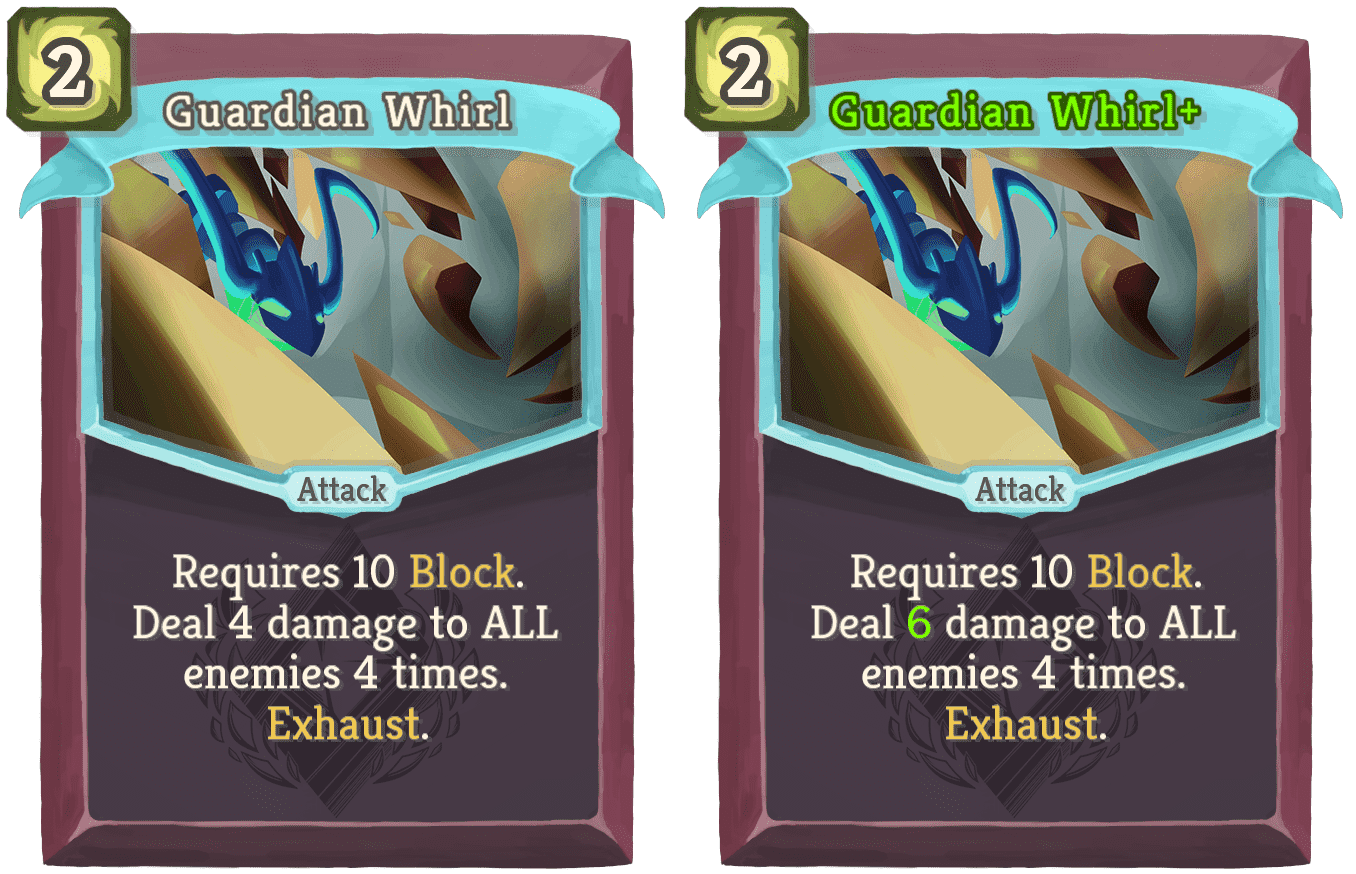 2
Guardian Whirl
Attack
Requires 10 Block.
Deal 4 damage to ALL
enemies 4 times.
Exhaust.
2
Guardian Whirl+
Attack
Requires 10 Block.
Deal 6 damage to ALL
enemies 4 times.
Exhaust.